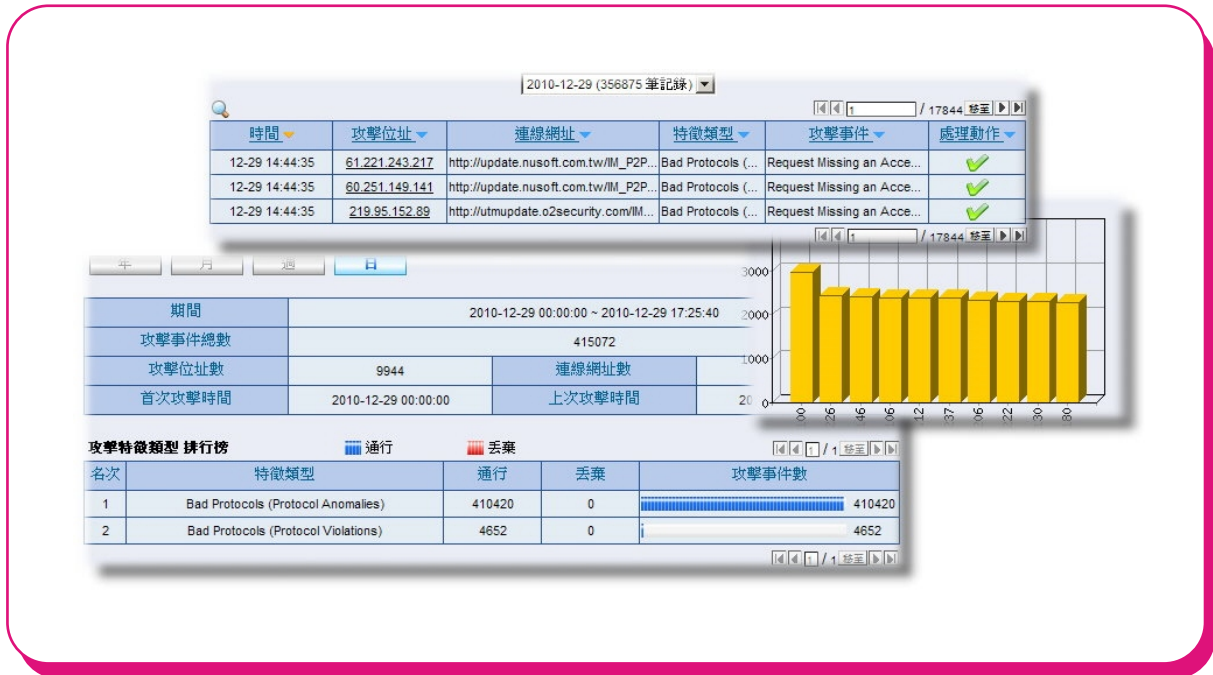 2010-12-29 (356875 筆記錄)
1 / 17844 移至
時間 攻擊位址 連線網址 特徵類型 攻擊事件 處理動作
12-29 14:44:35 61.221.243.217 http://update.nusoft.com.tw/IM_P2P... Bad Protocols (... Request Missing an Acce...
12-29 14:44:35 60.251.149.141 http://update.nusoft.com.tw/IM_P2P... Bad Protocols (... Request Missing an Acce...
12-29 14:44:35 219.95.152.89 http://utmupdate.o2security.com/IM... Bad Protocols (... Request Missing an Acce...
1 / 17844 移至
年 月 週 日
期間 2010-12-29 00:00:00 ~ 2010-12-29 17:25:40
攻擊事件總數 415072
攻擊位址數 9944 連線網址數
首次攻擊時間 2010-12-29 00:00:00 上次攻擊時間 20
3000
2000
1000
0
00 26 46 06 12 37 06 22 30 80
攻擊特徵類型 排行榜 通行 丟棄 1 / 1 移至
名次 特徵類型 通行 丟棄 攻擊事件數
1 Bad Protocols (Protocol Anomalies) 410420 0 410420
2 Bad Protocols (Protocol Violations) 4652 0 4652
1 / 1 移至